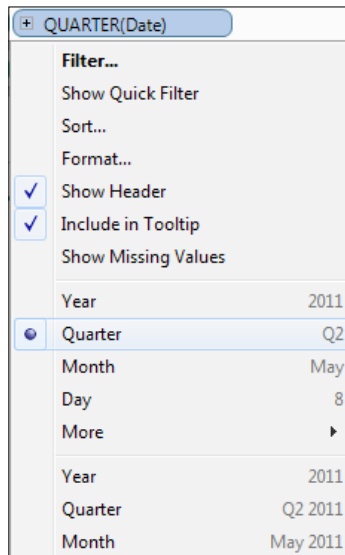 QUARTER(Date)
Filter...
Show Quick Filter
Sort...
Format...
Show Header
Include in Tooltip
Show Missing Values
Year 2011
Quarter Q2
Month May
Day 8
More
Year 2011
Quarter Q2 2011
Month May 2011